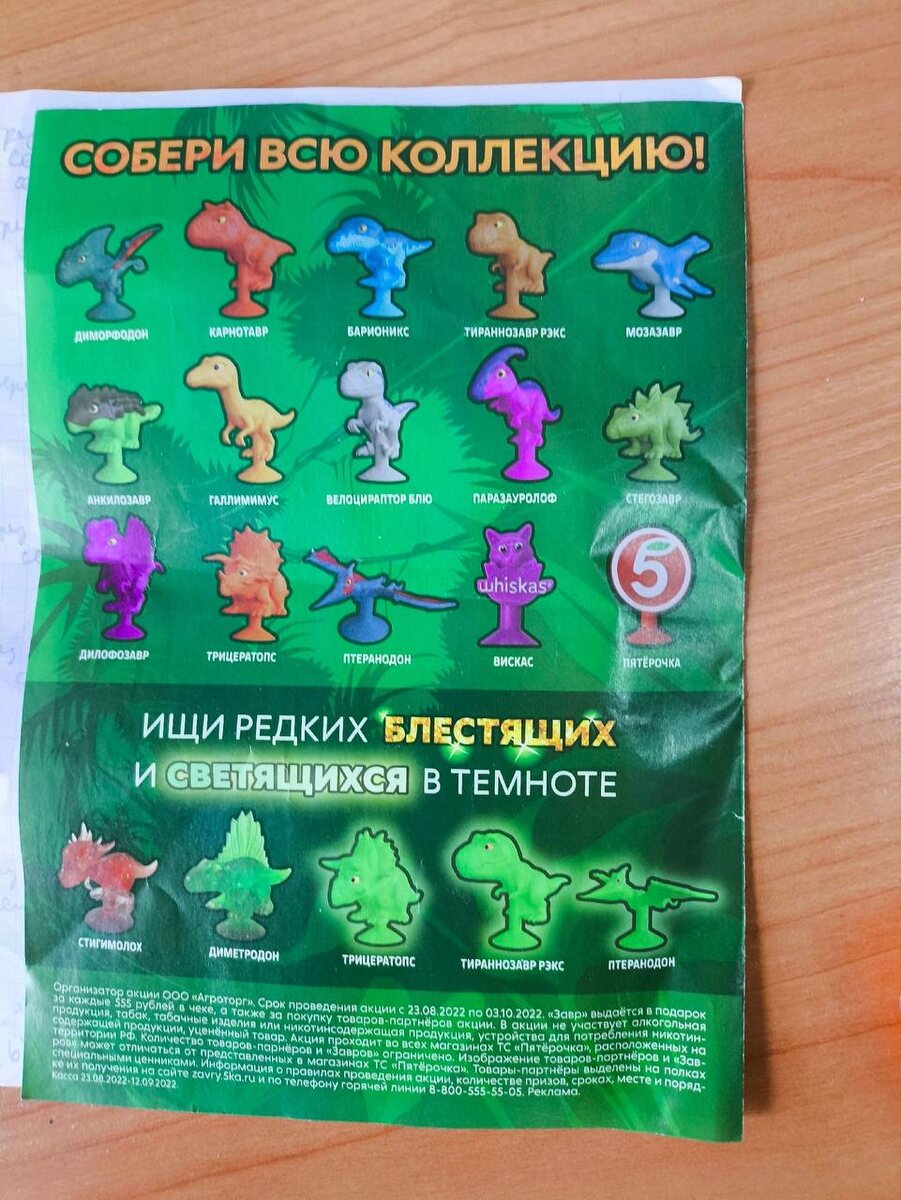 СОБЕРИ ВСЮ КОЛЛЕКЦИЮ!
ДИМОРФОДОН КАРНОТАВР БАРИОНИКС ТИРАННОЗАВР РЭКС МОЗАЗАВР
АНКИЛОЗАВР ГАЛЛИМИМУС ВЕЛОЦИРАПТОР БЛЮ ПАРАЗАУРОЛОФ СТЕГОЗАВР
whiskas® 5
ДИЛОФОЗАВР ТРИЦЕРАТОПС ПТЕРАНОДОН ВИСКАС ПЯТЁРОЧКА
ИЩИ РЕДКИХ БЛЕСТЯЩИХ
И СВЕТЯЩИХСЯ В ТЕМНОТЕ
СТИГИМОЛОХ ДИМЕТРОДОН ТРИЦЕРАТОПС ТИРАННОЗАВР РЭКС ПТЕРАНОДОН
Организатор акции ООО «Агроторг». Срок проведения акции с 23.08.2022 по 03.10.2022. «Завр» выдаётся в подарок
за каждые 555 рублей в чеке, а также за покупку товаров-партнёров акции. В акции не участвует алкогольная
продукция, табак, табачные изделия или никотинсодержащая продукция, устройства для потребления никотин-
содержащей продукции, уценённый товар. Акция проходит во всех магазинах ТС «Пятёрочка», расположенных на
территории РФ. Количество товаров-парнёров и «Завров» ограничено. Изображение товаров-партнёров и «Зав-
ров» может отличаться от представленных в магазинах ТС «Пятёрочка». Товары-партнёры выделены на полках
специальными ценниками. Информация о правилах проведения акции, количестве призов, сроках, месте и поряд-
ке их получения на сайте zavry.5ka.ru и по телефону горячей линии 8-800-555-55-05. Реклама.
Касса 23.08.2022-12.09.2022.